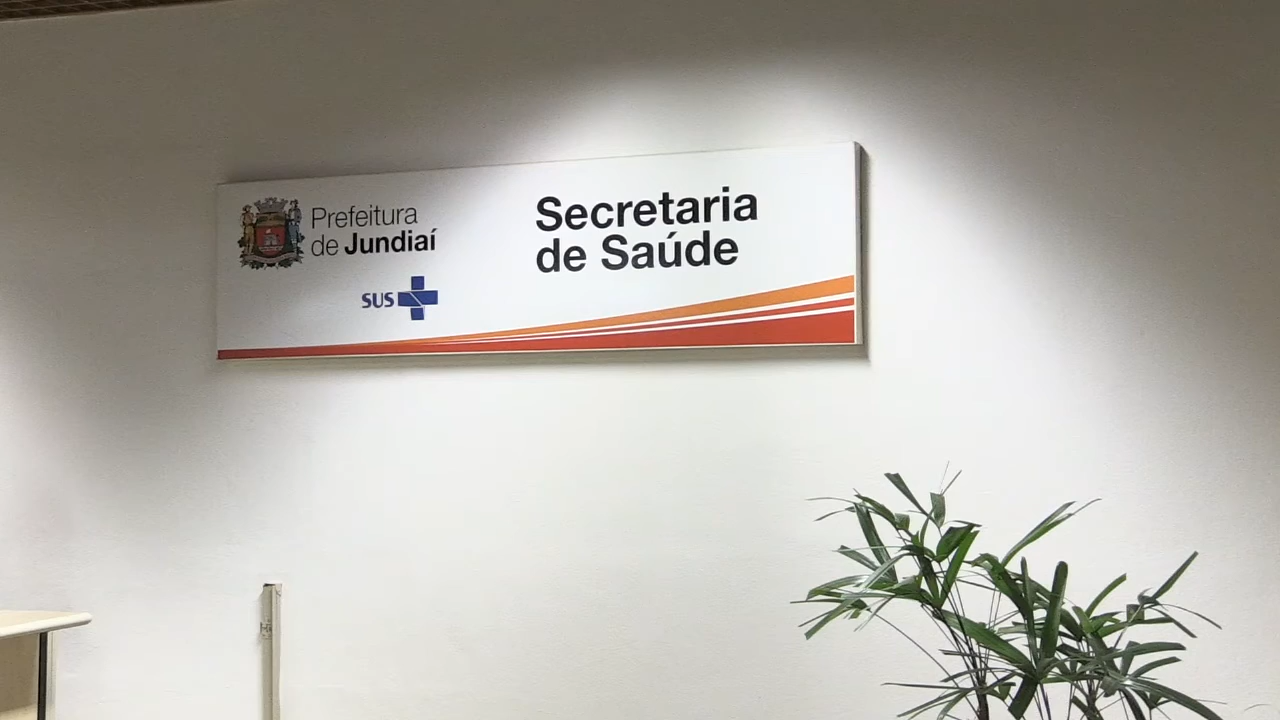 Prefeitura
de Jundiaí
SUS
Secretaria
de Saúde